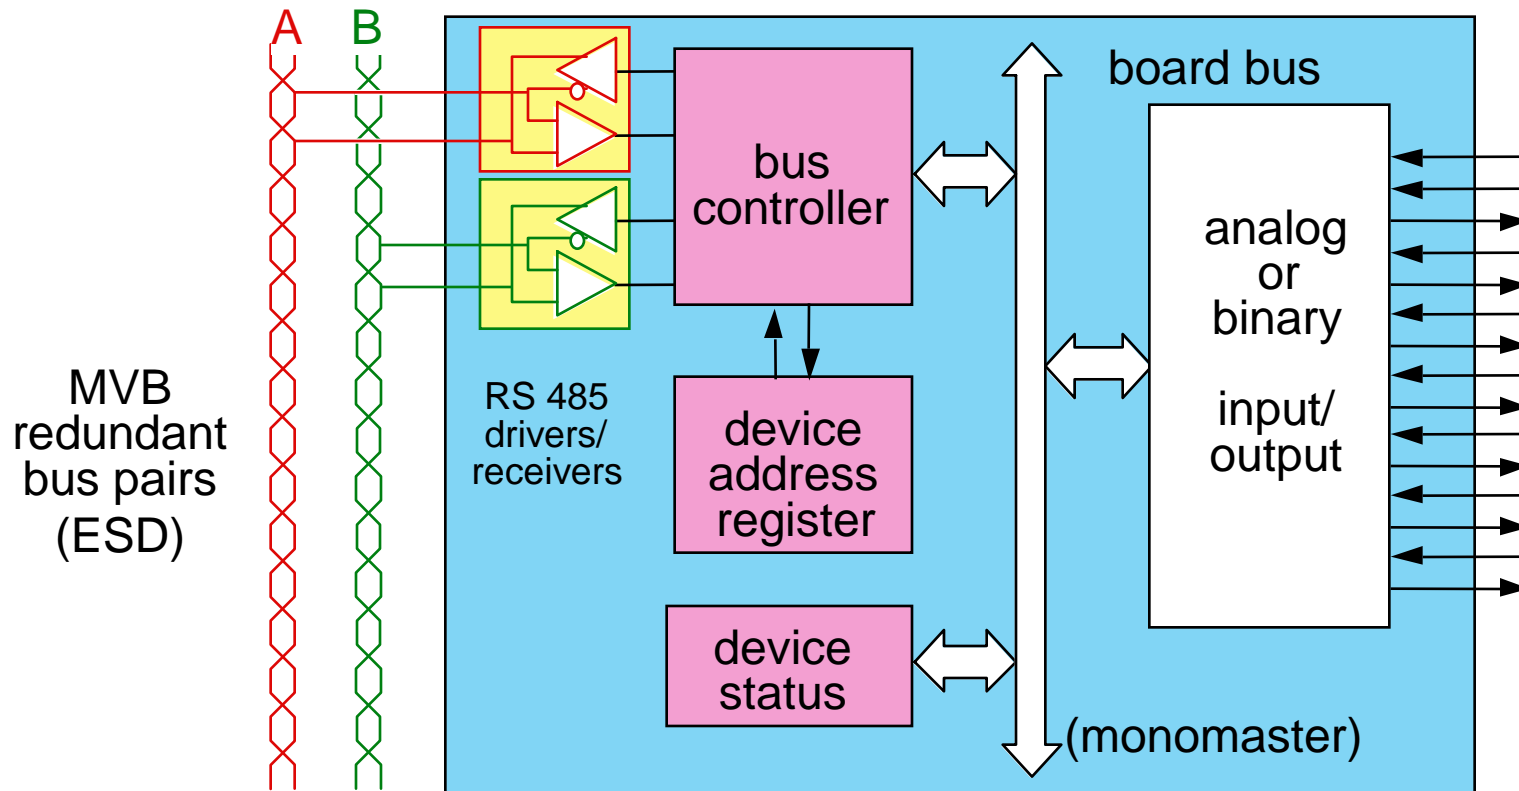 A B
board bus
bus
controller
analog
or
binary
input/
output
MVB
redundant
bus pairs
(ESD)
RS 485
drivers/
receivers
device
address
register
device
status
(monomaster)